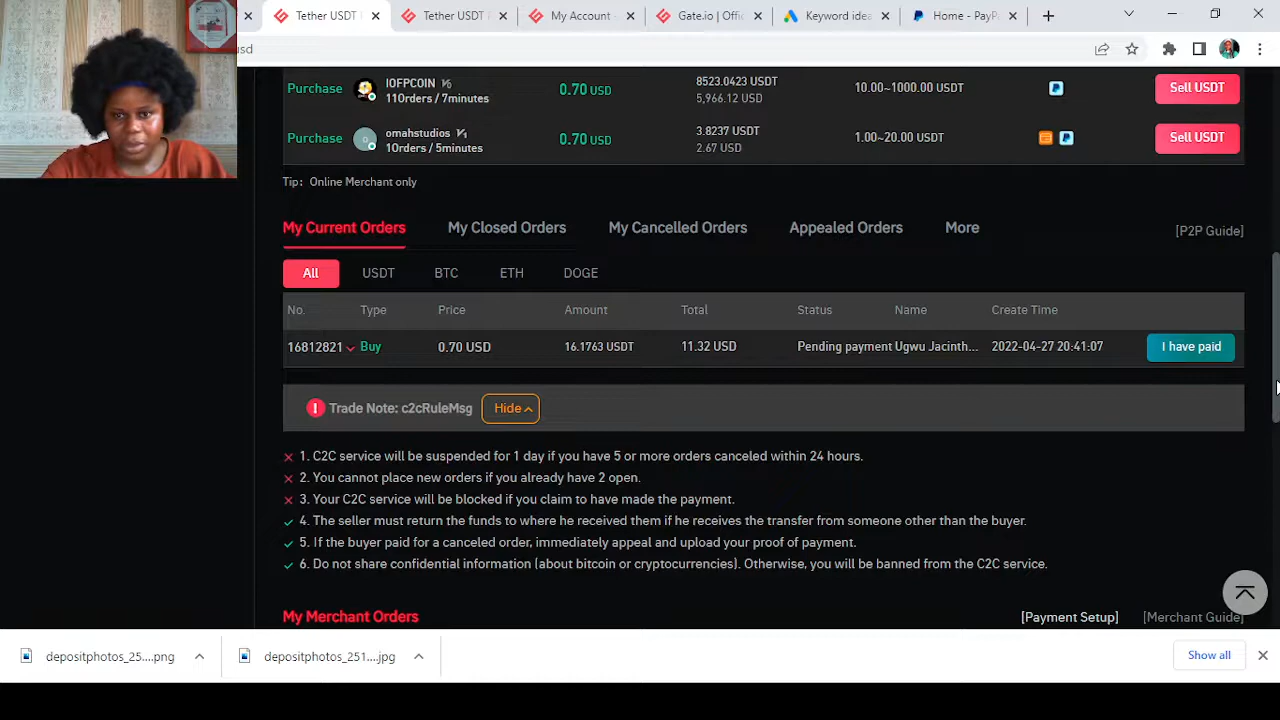 Tether USDT
Tether USDT
My Account -
Gate.io | Offi
Keyword idea
Home - PayP
sd
Purchase IOFPCOIN 0.70 USD 8523.0423 USDT 10.00~1000.00 USDT Sell USDT
11Orders / 7minutes 5,966.12 USD
Purchase omahstudios 0.70 USD 3.8237 USDT 1.00~20.00 USDT Sell USDT
1Orders / 5minutes 2.67 USD
Tip: Online Merchant only
My Current Orders My Closed Orders My Cancelled Orders Appealed Orders More [P2P Guide]
All USDT BTC ETH DOGE
No. Type Price Amount Total Status Name Create Time
16812821 Buy 0.70 USD 16.1763 USDT 11.32 USD Pending payment Ugwu Jacinth... 2022-04-27 20:41:07 I have paid
Trade Note: c2cRuleMsg Hide
1. C2C service will be suspended for 1 day if you have 5 or more orders canceled within 24 hours.
2. You cannot place new orders if you already have 2 open.
3. Your C2C service will be blocked if you claim to have made the payment.
4. The seller must return the funds to where he received them if he receives the transfer from someone other than the buyer.
5. If the buyer paid for a canceled order, immediately appeal and upload your proof of payment.
6. Do not share confidential information (about bitcoin or cryptocurrencies). Otherwise, you will be banned from the C2C service.
My Merchant Orders [Payment Setup] [Merchant Guide]
depositphotos_25....png depositphotos_251....jpg Show all